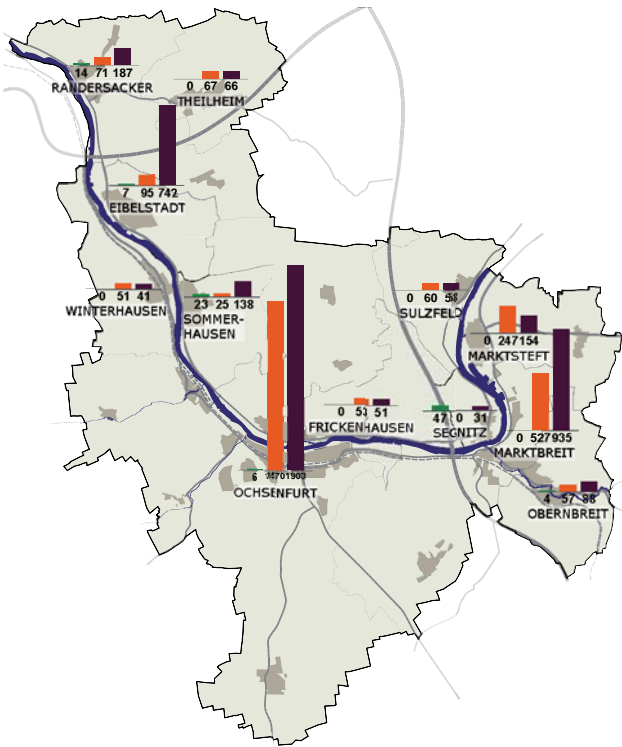 14 71 187
RANDERSACKER
0 67 66
THEILHEIM
7 95 742
EIBELSTADT
0 51 41
WINTERHAUSEN
23 25 138
SOMMER-
HAUSEN
0 60
SULZFELD
0 247 154
MARKTSTEFT
0 51
FRICKENHAUSEN
47 0 31
SEGNITZ
0 527 935
MARKTBREIT
6 1903
OCHSENFURT
4 57 88
OBERNBREIT